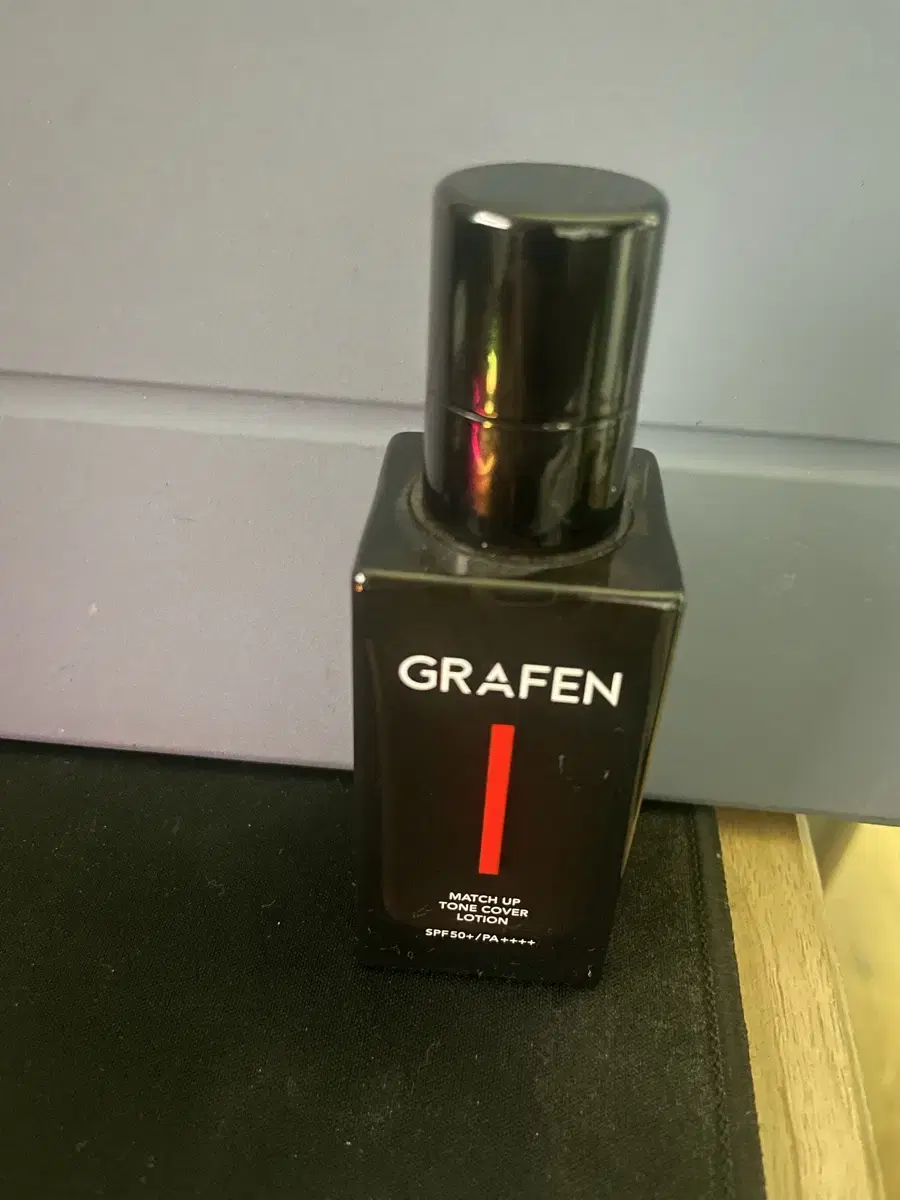 GRAFEN
MATCH UP
TONE COVER
LOTION
SPF50+/PA++++